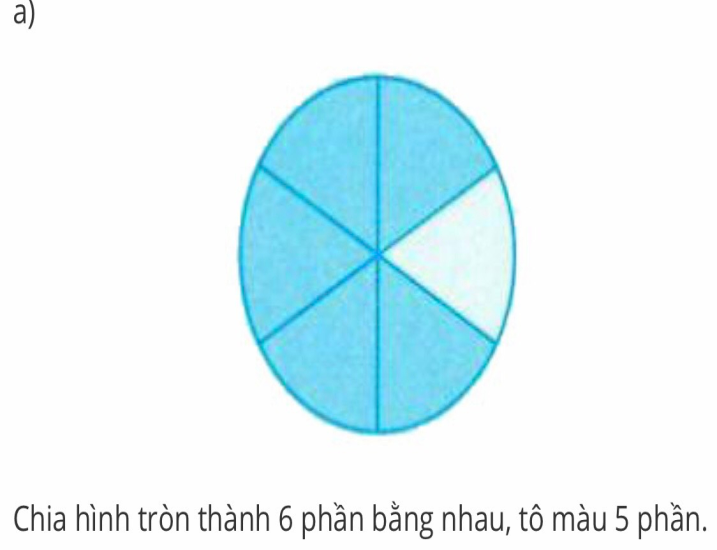 a)
Chia hình tròn thành 6 phần bằng nhau, tô màu 5 phần.